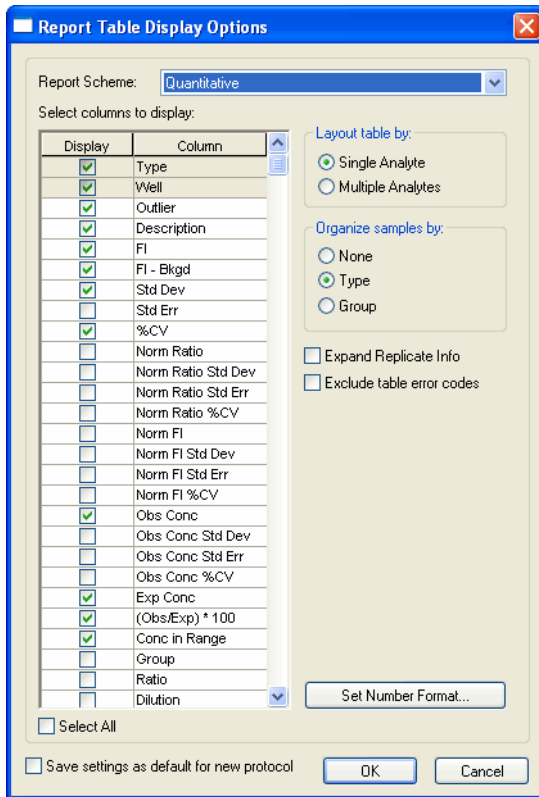 Report Table Display Options
Report Scheme: Quantitative
Select columns to display:
Display Column
Type
Well
Outlier
Description
FI
FI - Bkgd
Std Dev
Std Err
%CV
Norm Ratio
Norm Ratio Std Dev
Norm Ratio Std Err
Norm Ratio %CV
Norm FI
Norm FI Std Dev
Norm FI Std Err
Norm FI %CV
Obs Conc
Obs Conc Std Dev
Obs Conc Std Err
Obs Conc %CV
Exp Conc
(Obs/Exp) * 100
Conc in Range
Group
Ratio
Dilution
Select All
Layout table by:
Single Analyte
Multiple Analytes
Organize samples by:
None
Type
Group
Expand Replicate Info
Exclude table error codes
Set Number Format...
Save settings as default for new protocol
OK
Cancel